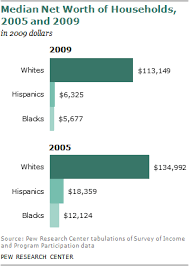 Median Net Worth of Households,
2005 and 2009
in 2009 dollars
2009
Whites $113,149
Hispanics $6,325
Blacks $5,677
2005
Whites $134,992
Hispanics $18,359
Blacks $12,124
Source: Pew Research Center tabulations of Survey of Income
and Program Participation data
PEW RESEARCH CENTER